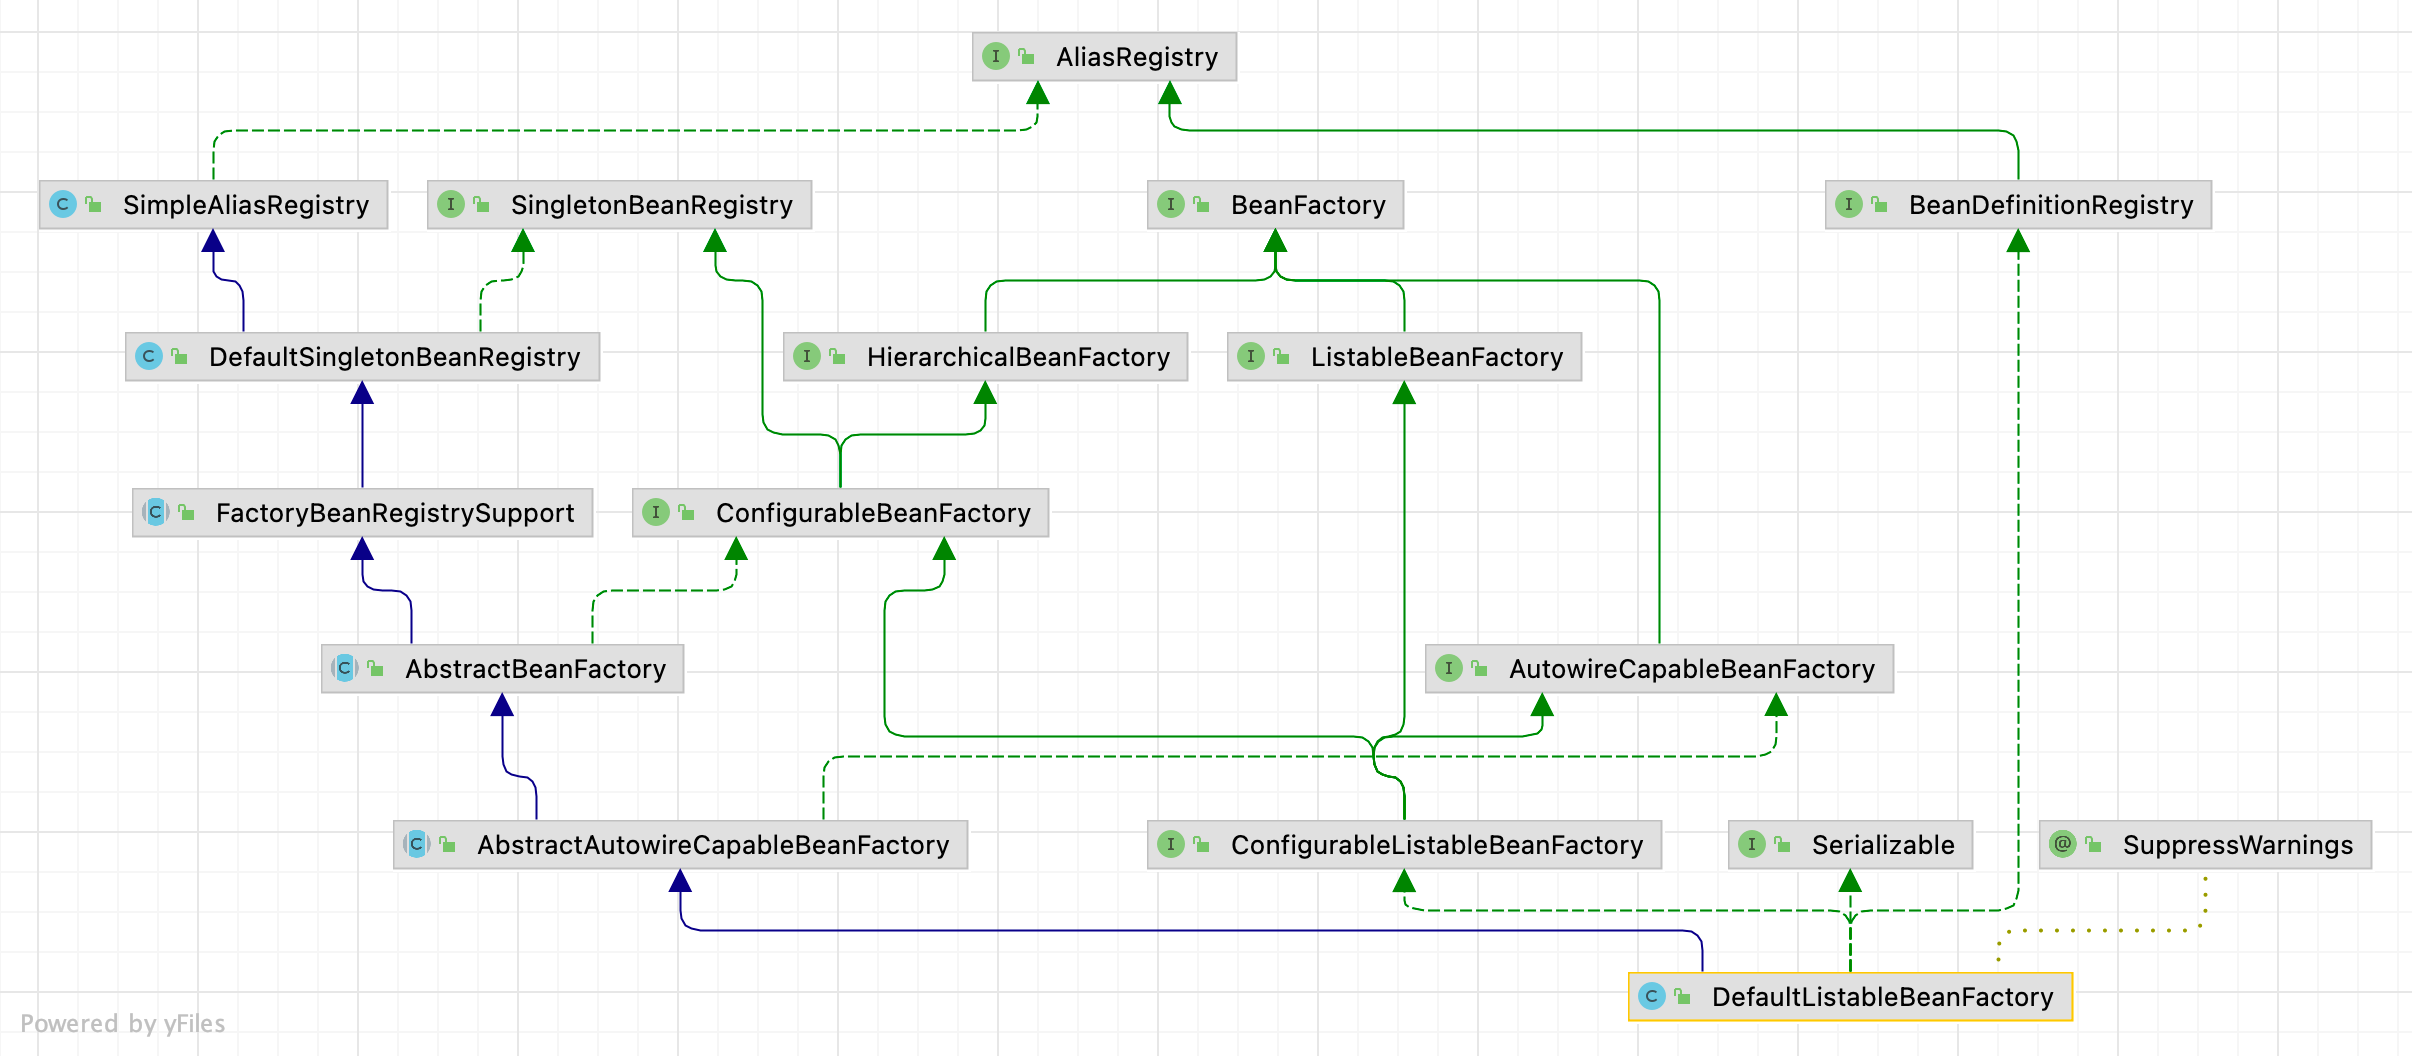 AliasRegistry
SimpleAliasRegistry
SingletonBeanRegistry
BeanFactory
BeanDefinitionRegistry
DefaultSingletonBeanRegistry
HierarchicalBeanFactory
ListableBeanFactory
FactoryBeanRegistrySupport
ConfigurableBeanFactory
AbstractBeanFactory
AutowireCapableBeanFactory
AbstractAutowireCapableBeanFactory
ConfigurableListableBeanFactory
Serializable
SuppressWarnings
DefaultListableBeanFactory
Powered by yFiles